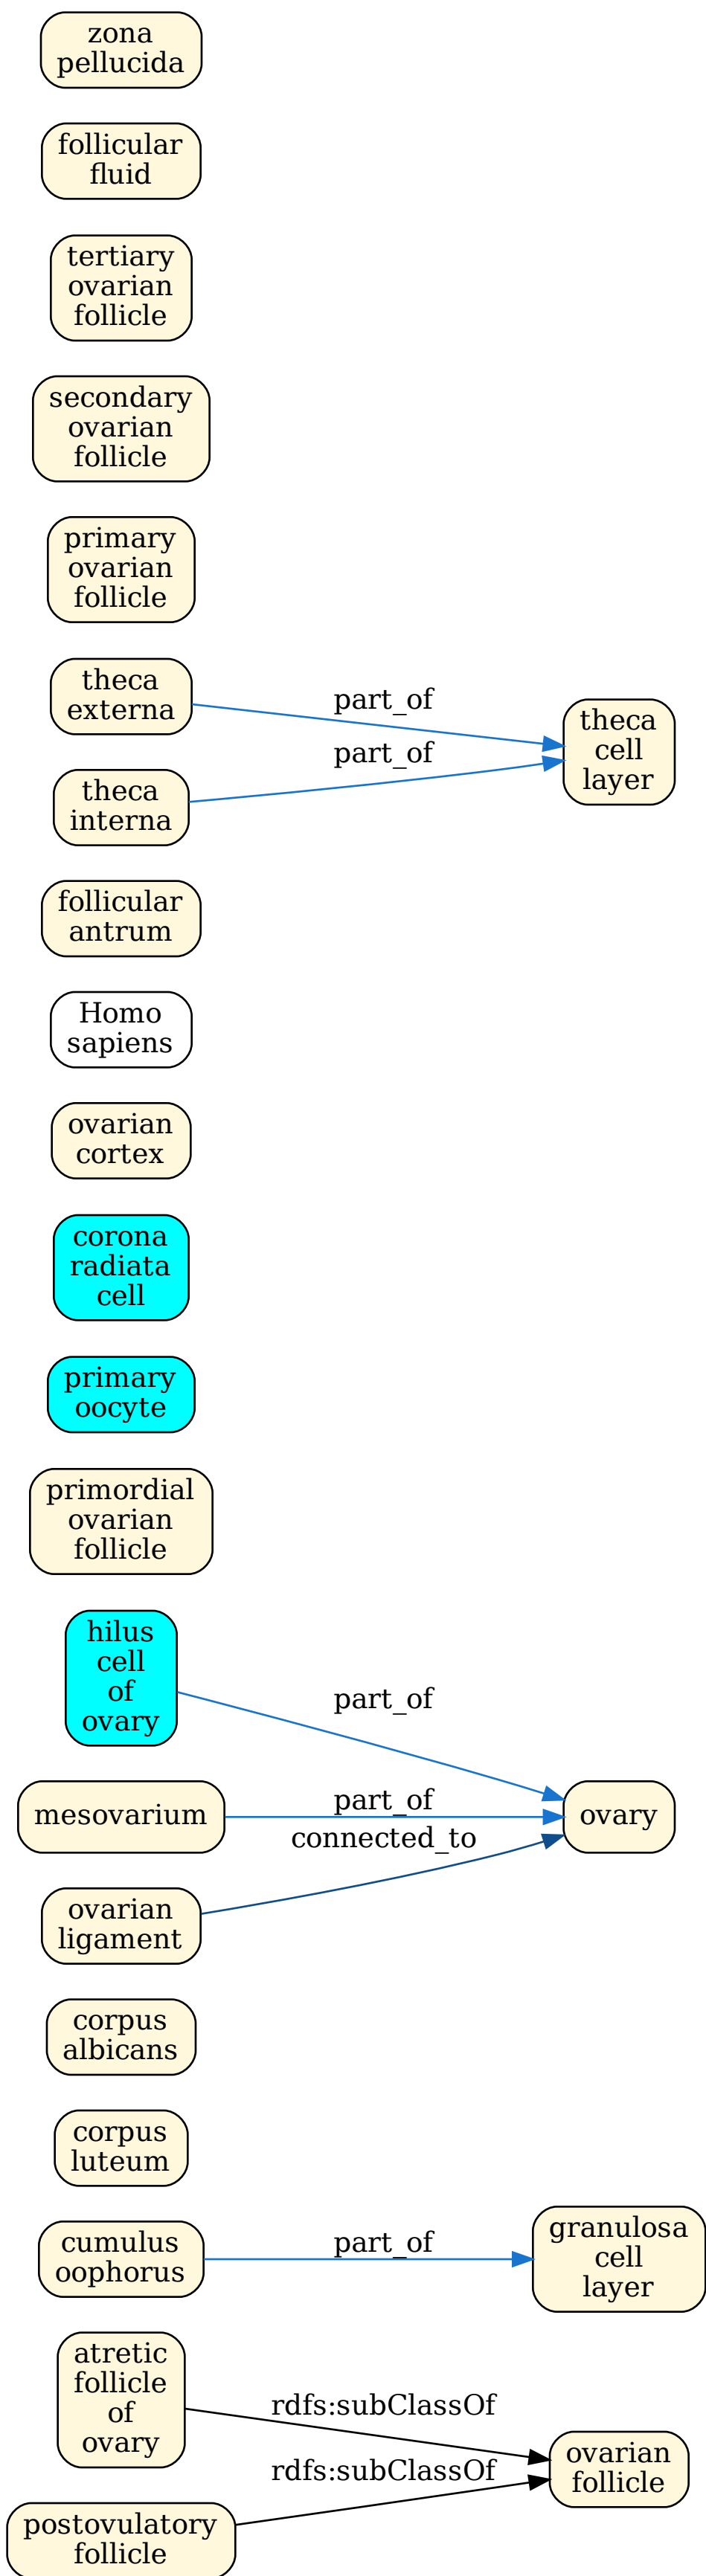 zona
pellucida
follicular
fluid
tertiary
ovarian
follicle
secondary
ovarian
follicle
primary
ovarian
follicle
theca
externa
part_of
theca
cell
layer
part_of
theca
interna
follicular
antrum
Homo
sapiens
ovarian
cortex
corona
radiata
cell
primary
oocyte
primordial
ovarian
follicle
hilus
cell
of
ovary
part_of
mesovarium
part_of
ovary
connected_to
ovarian
ligament
corpus
albicans
corpus
luteum
cumulus
oophorus
part_of
granulosa
cell
layer
atretic
follicle
of
ovary
rdfs:subClassOf
ovarian
follicle
rdfs:subClassOf
postovulatory
follicle